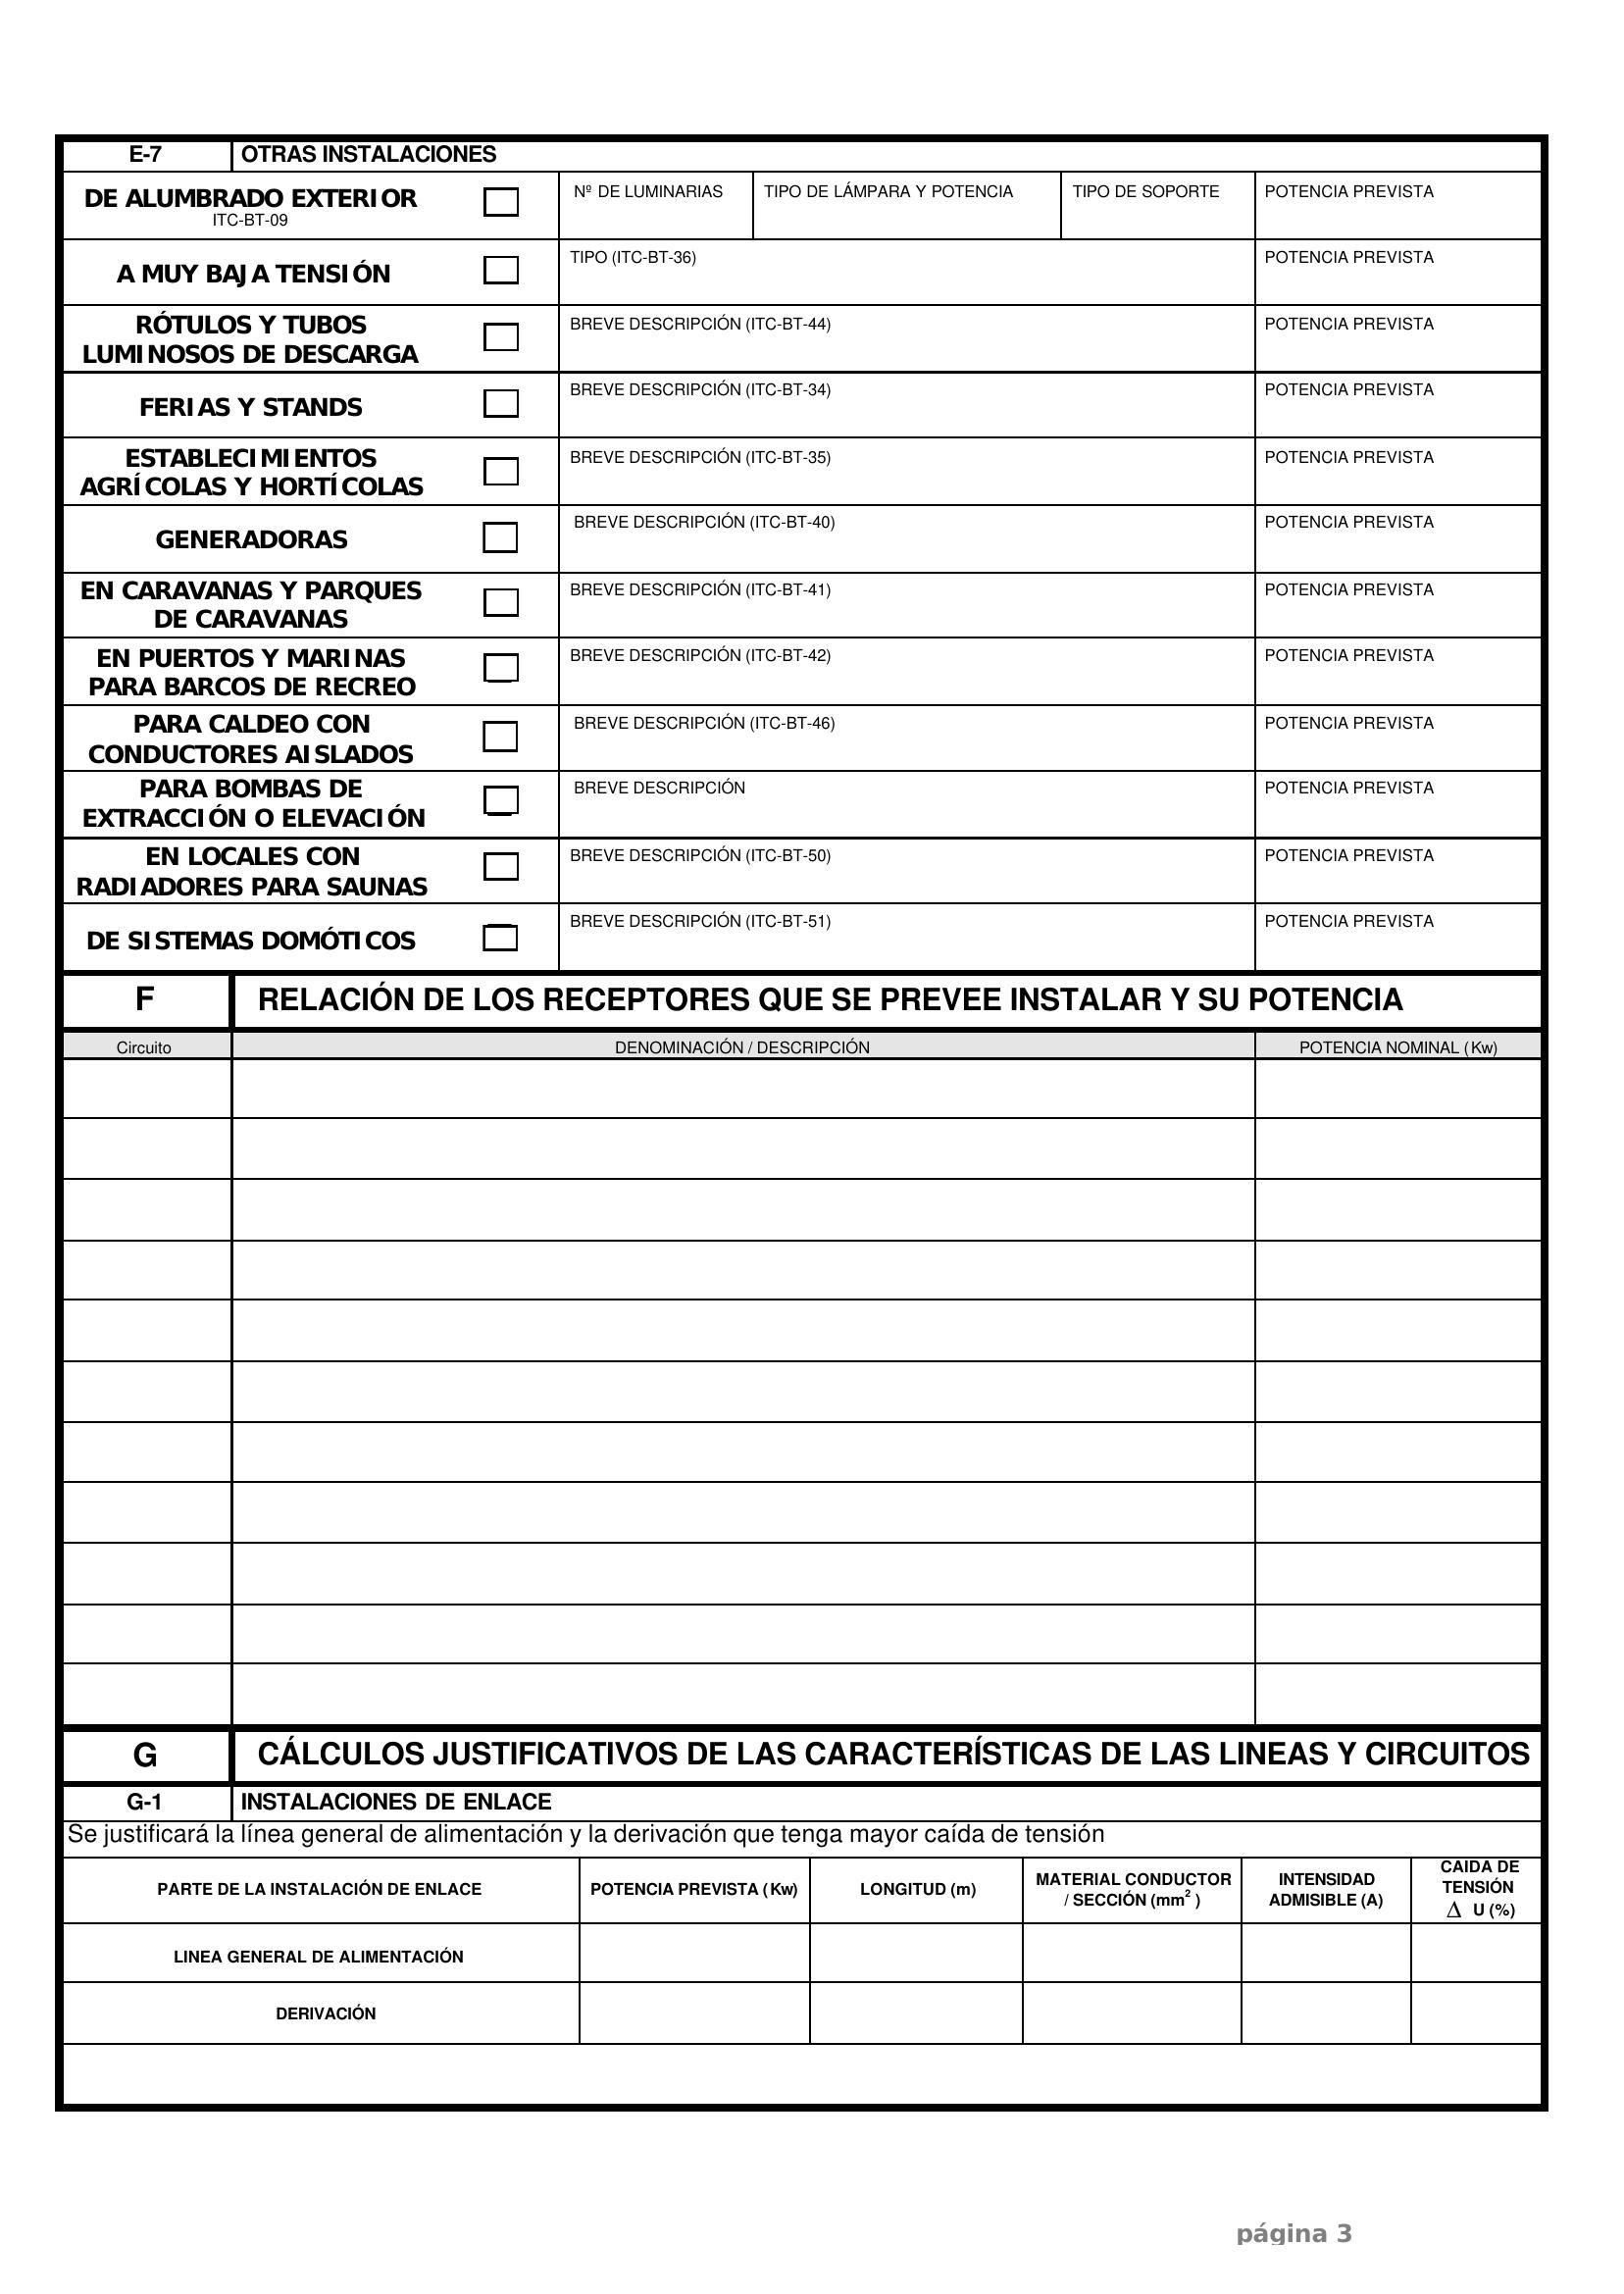 E-7 OTRAS INSTALACIONES
DE ALUMBRADO EXTERIOR Nº DE LUMINARIAS TIPO DE LÁMPARA Y POTENCIA TIPO DE SOPORTE POTENCIA PREVISTA
ITC-BT-09
A MUY BAJA TENSIÓN TIPO (ITC-BT-36) POTENCIA PREVISTA
RÓTULOS Y TUBOS BREVE DESCRIPCIÓN (ITC-BT-44) POTENCIA PREVISTA
LUMINOSOS DE DESCARGA
FERIAS Y STANDS BREVE DESCRIPCIÓN (ITC-BT-34) POTENCIA PREVISTA
ESTABLECIMIENTOS BREVE DESCRIPCIÓN (ITC-BT-35) POTENCIA PREVISTA
AGRÍCOLAS Y HORTÍCOLAS
GENERADORAS BREVE DESCRIPCIÓN (ITC-BT-40) POTENCIA PREVISTA
EN CARAVANAS Y PARQUES BREVE DESCRIPCIÓN (ITC-BT-41) POTENCIA PREVISTA
DE CARAVANAS
EN PUERTOS Y MARINAS BREVE DESCRIPCIÓN (ITC-BT-42) POTENCIA PREVISTA
PARA BARCOS DE RECREO
PARA CALDEO CON BREVE DESCRIPCIÓN (ITC-BT-46) POTENCIA PREVISTA
CONDUCTORES AISLADOS
PARA BOMBAS DE BREVE DESCRIPCIÓN POTENCIA PREVISTA
EXTRACCIÓN O ELEVACIÓN
EN LOCALES CON BREVE DESCRIPCIÓN (ITC-BT-50) POTENCIA PREVISTA
RADIADORES PARA SAUNAS
DE SISTEMAS DOMÓTICOS BREVE DESCRIPCIÓN (ITC-BT-51) POTENCIA PREVISTA
F RELACIÓN DE LOS RECEPTORES QUE SE PREVEE INSTALAR Y SU POTENCIA
Circuito DENOMINACIÓN / DESCRIPCIÓN POTENCIA NOMINAL (Kw)
G CÁLCULOS JUSTIFICATIVOS DE LAS CARACTERÍSTICAS DE LAS LINEAS Y CIRCUITOS
G-1 INSTALACIONES DE ENLACE
Se justificará la línea general de alimentación y la derivación que tenga mayor caída de tensión
PARTE DE LA INSTALACIÓN DE ENLACE POTENCIA PREVISTA (Kw) LONGITUD (m) MATERIAL CONDUCTOR / SECCIÓN (mm²) INTENSIDAD ADMISIBLE (A) CAIDA DE TENSIÓN Δ U (%)
LINEA GENERAL DE ALIMENTACIÓN
DERIVACIÓN
página 3